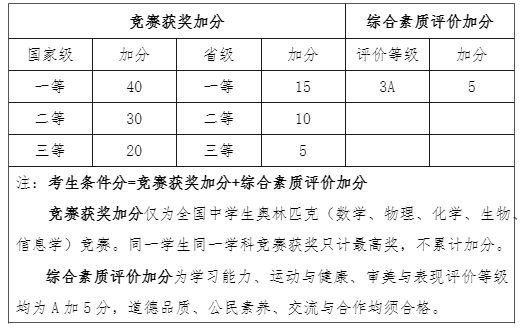 竞赛获奖加分 综合素质评价加分
国家级 加分 省级 加分 评价等级 加分
一等 40 一等 15 3A 5
二等 30 二等 10
三等 20 三等 5
注：考生条件分=竞赛获奖加分+综合素质评价加分
竞赛获奖加分仅为全国中学生奥林匹克（数学、物理、化学、生物、
信息学）竞赛。同一学生同一学科竞赛获奖只计最高奖，不累计加分。
综合素质评价加分为学习能力、运动与健康、审美与表现评价等级
均为A加5分，道德品质、公民素养、交流与合作均须合格。